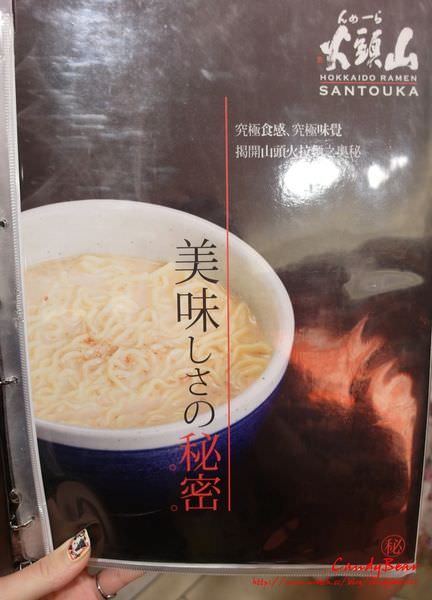 らーめん
山頭火
HOKKAIDO RAMEN
SANTOUKA
究極食感、究極味覺
揭開山頭火拉麵之奧秘
美味しさの秘密。。
秘
CandyBear